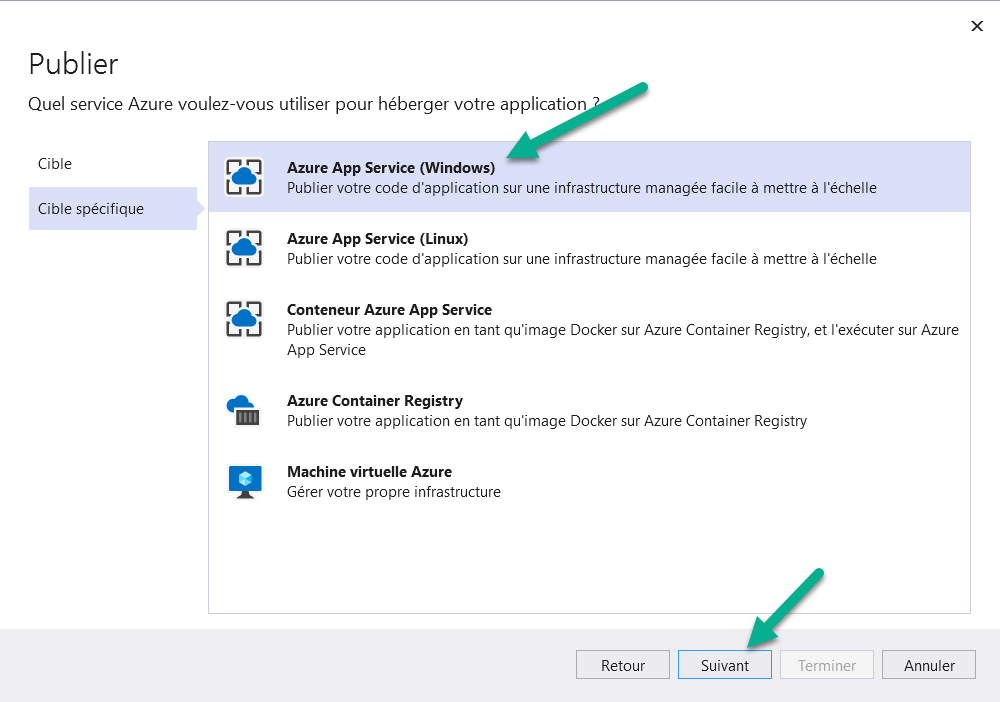 Publier
Quel service Azure voulez-vous utiliser pour héberger votre application ?
Cible
Cible spécifique
Azure App Service (Windows)
Publier votre code d'application sur une infrastructure managée facile à mettre à l'échelle
Azure App Service (Linux)
Publier votre code d'application sur une infrastructure managée facile à mettre à l'échelle
Conteneur Azure App Service
Publier votre application en tant qu'image Docker sur Azure Container Registry, et l'exécuter sur Azure
App Service
Azure Container Registry
Publier votre application en tant qu'image Docker sur Azure Container Registry
Machine virtuelle Azure
Gérer votre propre infrastructure
Retour
Suivant
Terminer
Annuler